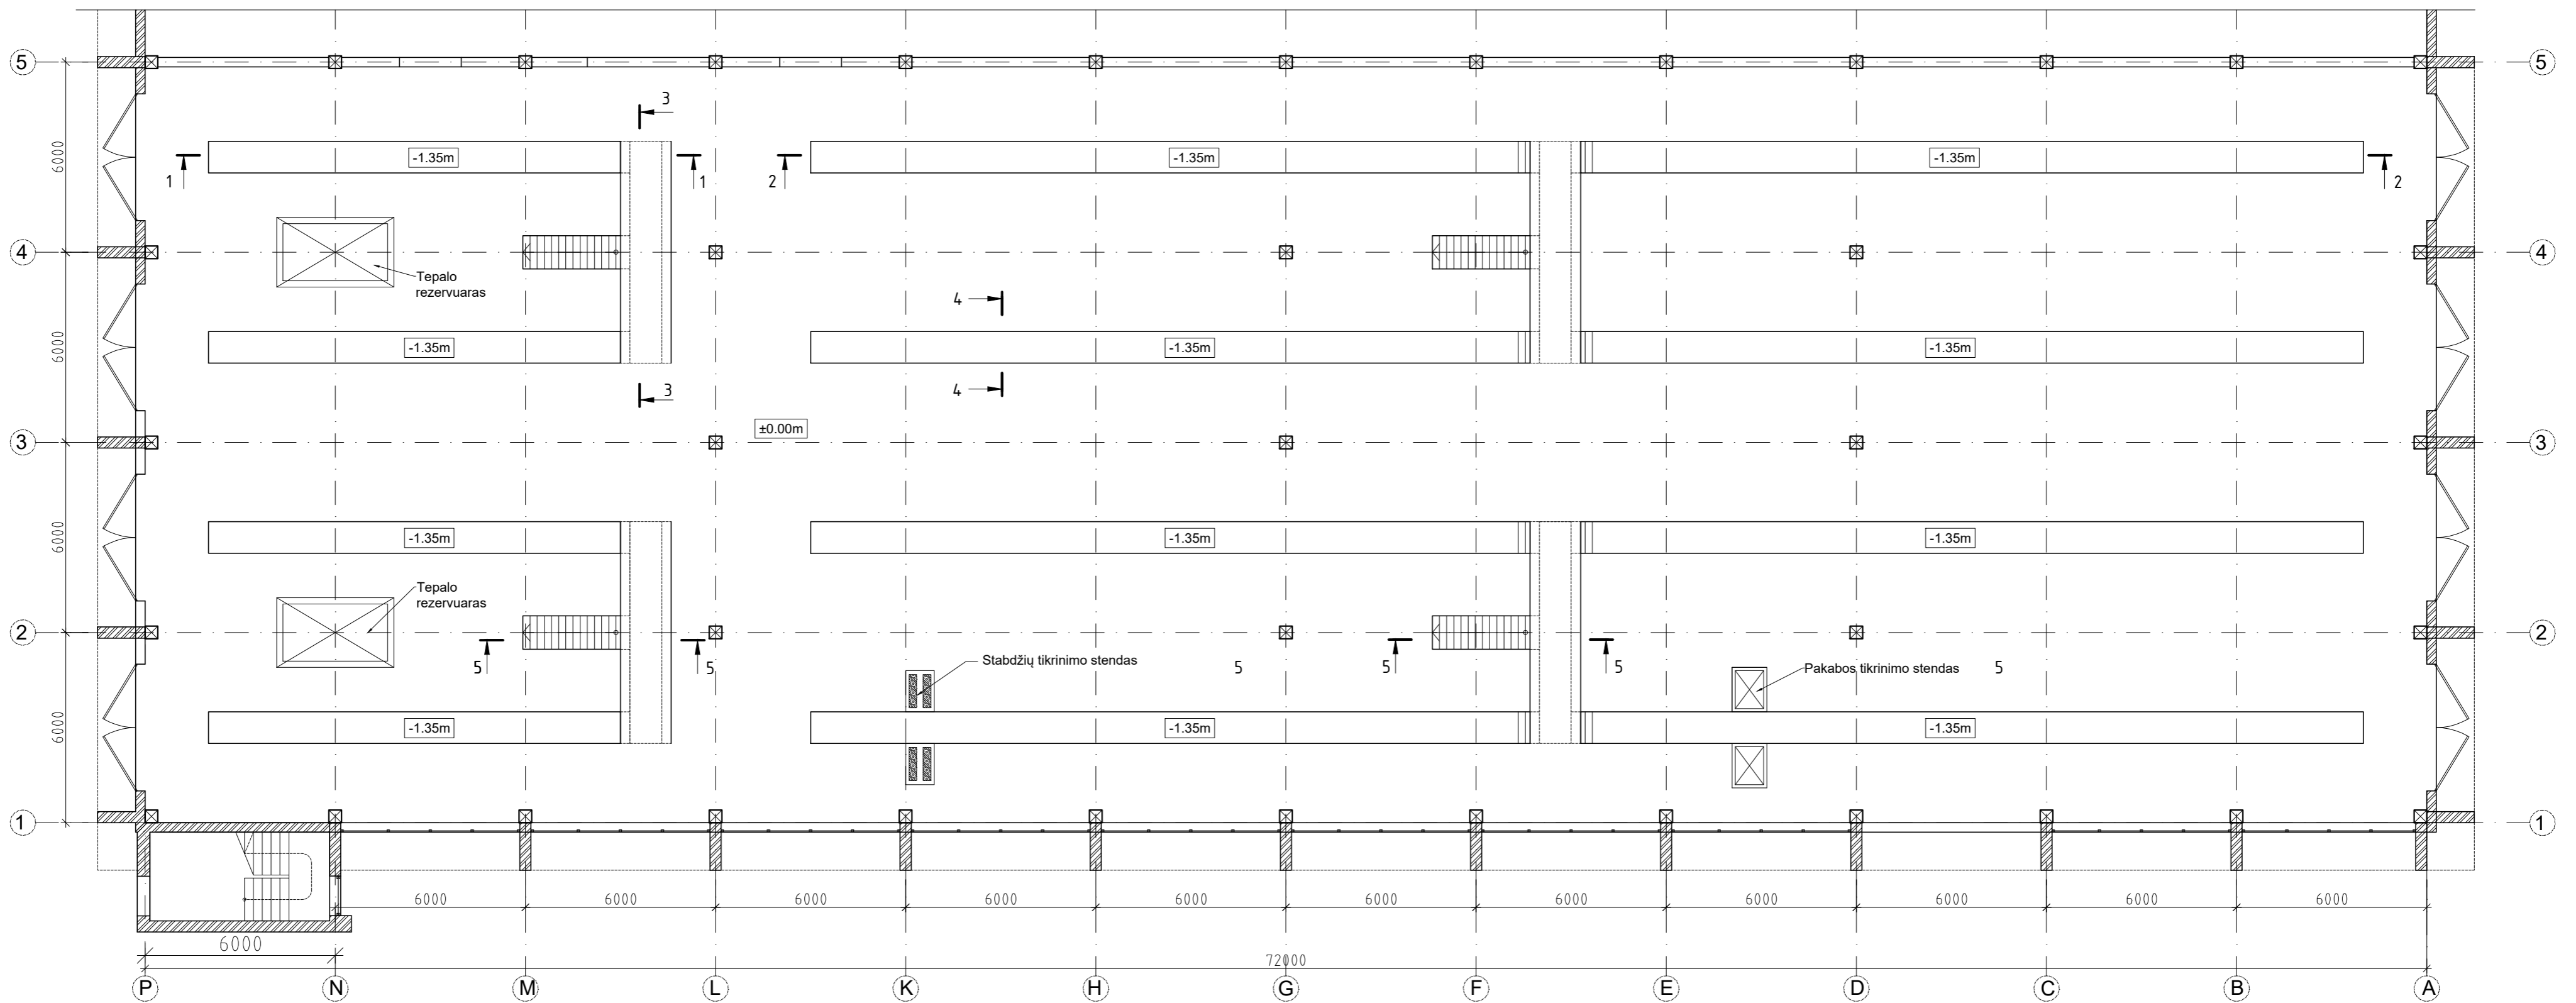 5
5
6000
3
-1.35m
-1.35m
-1.35m
1
1
2
2
4
4
Tepalo
rezervuaras
4
6000
-1.35m
-1.35m
-1.35m
3
4
±0.00m
3
3
6000
-1.35m
-1.35m
-1.35m
Tepalo
rezervuaras
2
2
5
5
Stabdžių tikrinimo stendas
5
5
5
Pakabos tikrinimo stendas
5
6000
-1.35m
-1.35m
-1.35m
1
1
6000
6000
6000
6000
6000
6000
6000
6000
6000
6000
6000
6000
72000
P
N
M
L
K
H
G
F
E
D
C
B
A